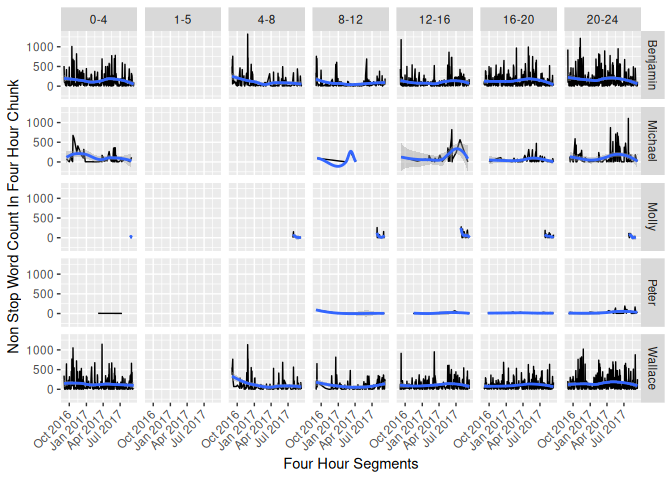 0-4 1-5 4-8 8-12 12-16 16-20 20-24
Non Stop Word Count In Four Hour Chunk
1000
500
0
Benjamin
1000
500
0
Michael
1000
500
0
Molly
1000
500
0
Peter
1000
500
0
Wallace
Oct 2016 Jan 2017 Apr 2017 Jul 2017 Oct 2016 Jan 2017 Apr 2017 Jul 2017 Oct 2016 Jan 2017 Apr 2017 Jul 2017 Oct 2016 Jan 2017 Apr 2017 Jul 2017 Oct 2016 Jan 2017 Apr 2017 Jul 2017 Oct 2016 Jan 2017 Apr 2017 Jul 2017 Oct 2016 Jan 2017 Apr 2017 Jul 2017
Four Hour Segments